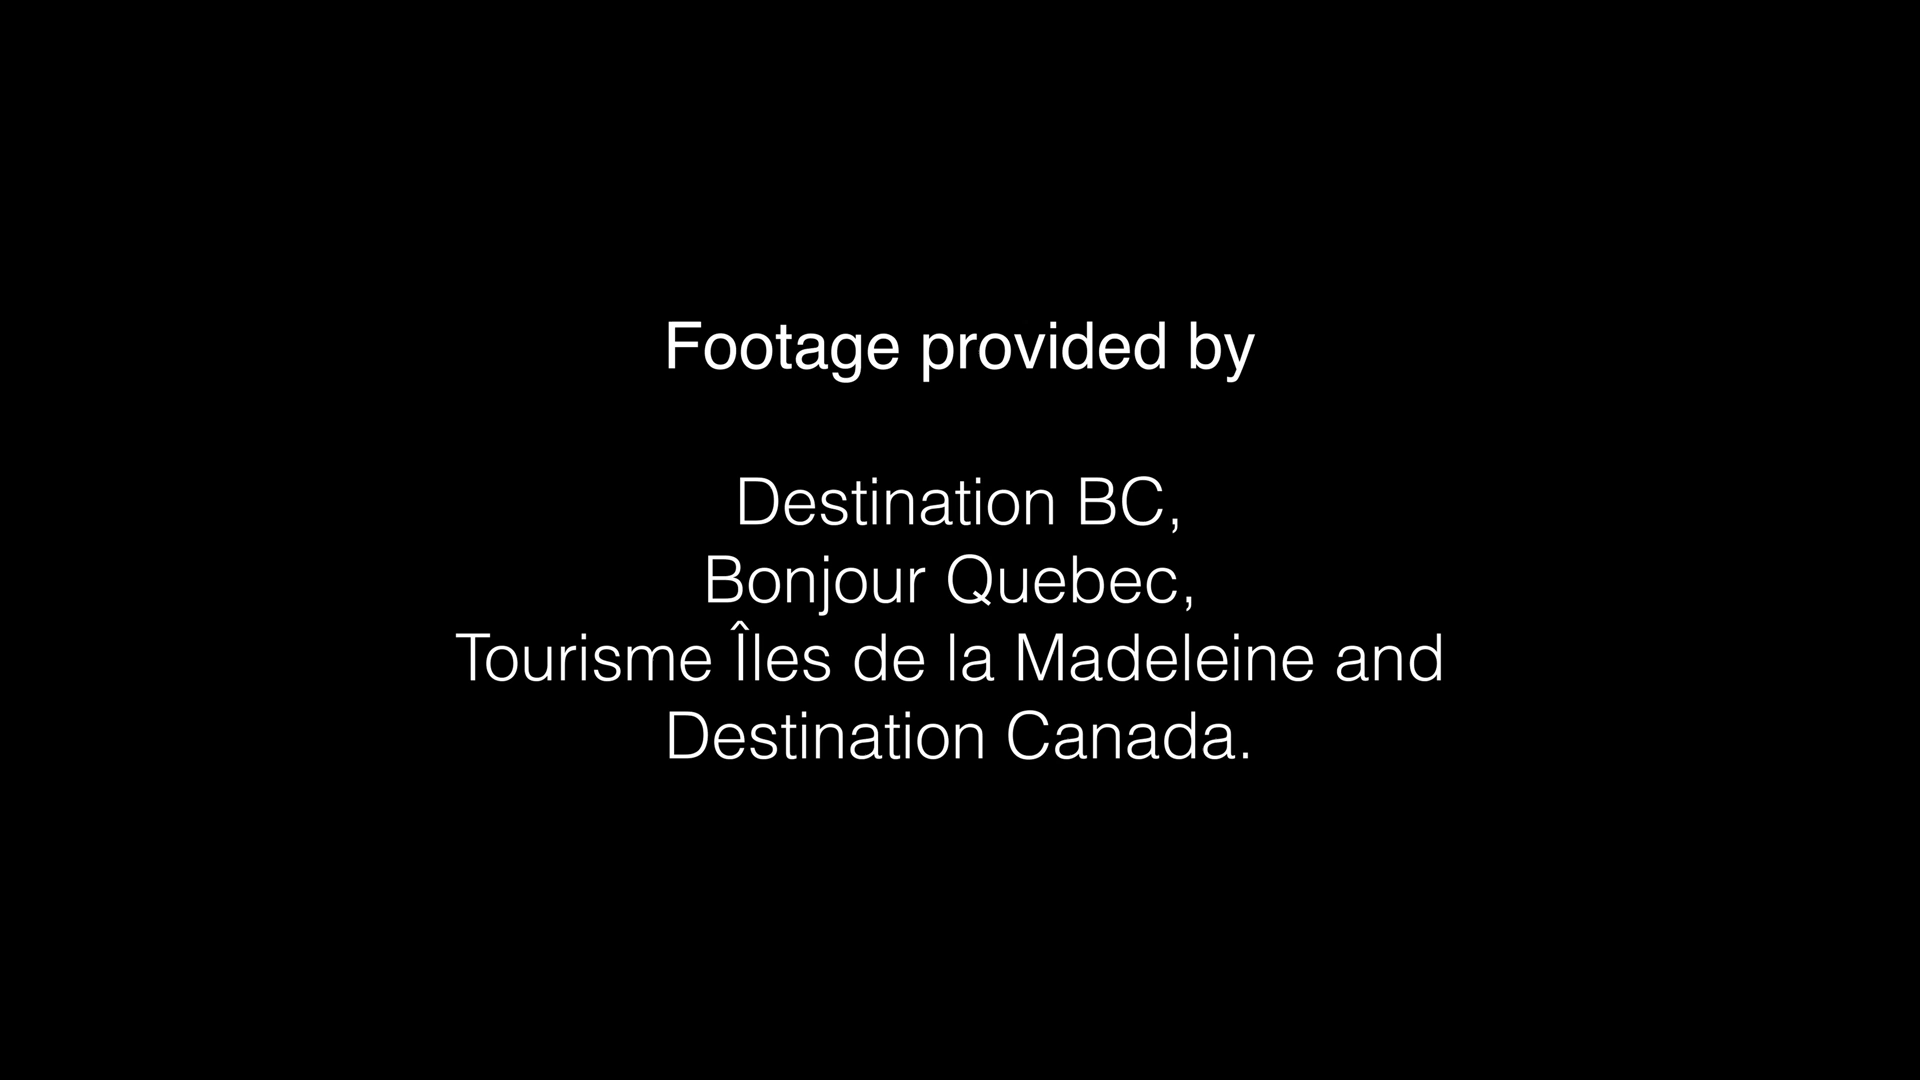 Footage provided by
Destination BC,
Bonjour Quebec,
Tourisme Îles de la Madeleine and
Destination Canada.